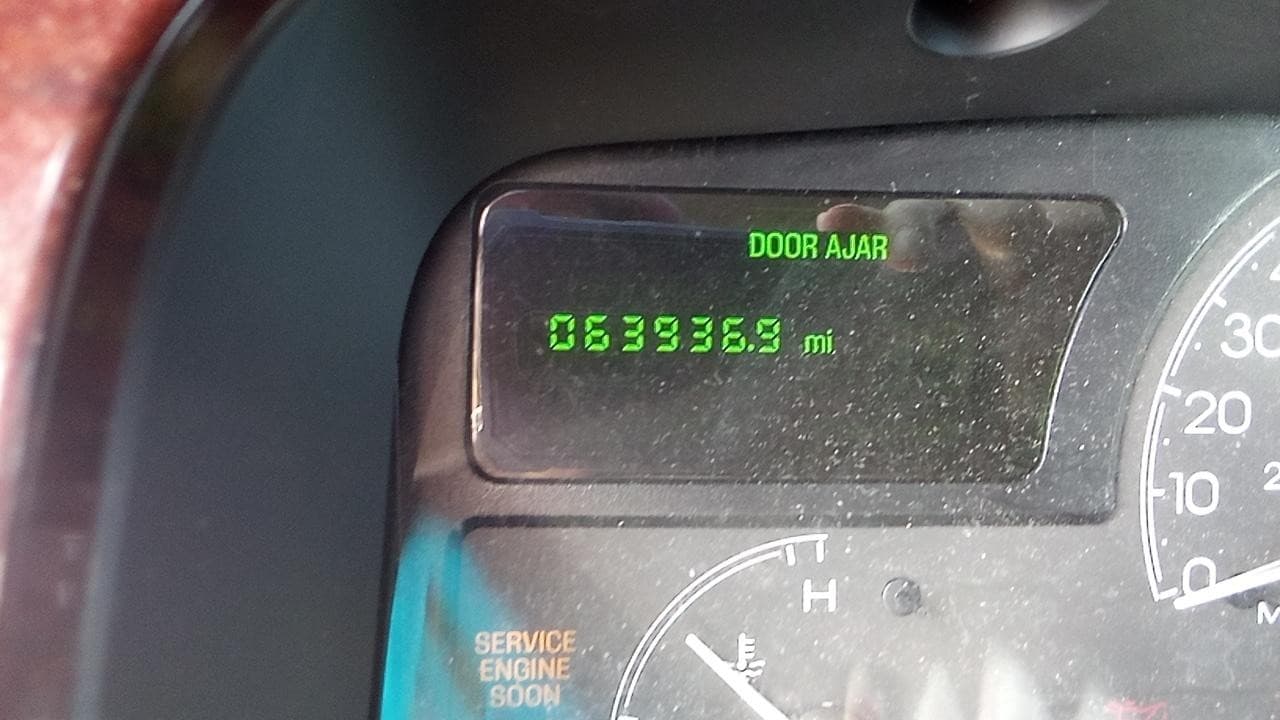 DOOR AJAR
063936.9 mi
30
20
10
0
H
SERVICE
ENGINE
SOON